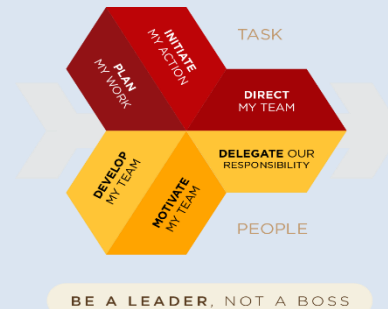 TASK
INITIATE
MY ACTION
PLAN
MY WORK
DIRECT
MY TEAM
DEVELOP
MY TEAM
MOTIVATE
MY TEAM
DELEGATE OUR
RESPONSIBILITY
PEOPLE
BE A LEADER, NOT A BOSS